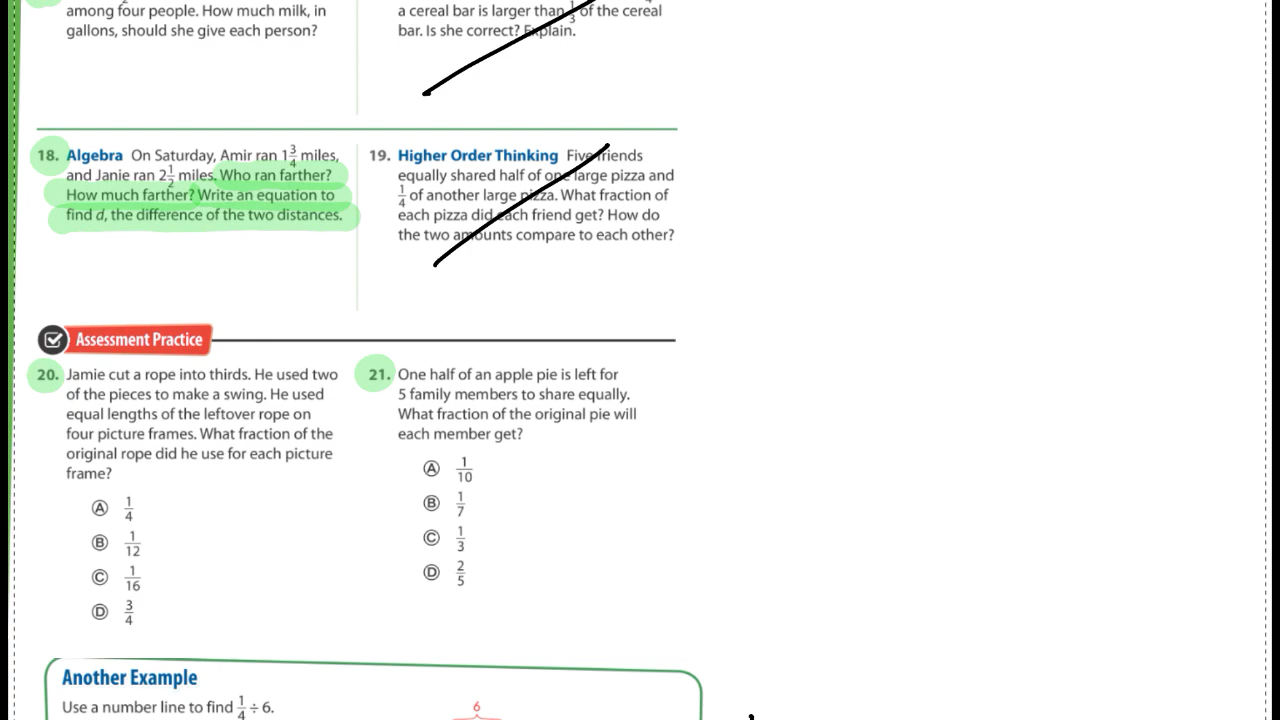 among four people. How much milk, in
gallons, should she give each person?
a cereal bar is larger than 1/3 of the cereal
bar. Is she correct? Explain.
18. Algebra On Saturday, Amir ran 1 3/4 miles,
and Janie ran 2 1/2 miles. Who ran farther?
How much farther? Write an equation to
find d, the difference of the two distances.
19. Higher Order Thinking Five friends
equally shared half of one large pizza and
1/4 of another large pizza. What fraction of
each pizza did each friend get? How do
the two amounts compare to each other?
Assessment Practice
20. Jamie cut a rope into thirds. He used two
of the pieces to make a swing. He used
equal lengths of the leftover rope on
four picture frames. What fraction of the
original rope did he use for each picture
frame?
A 1/4
B 1/12
C 1/16
D 3/4
21. One half of an apple pie is left for
5 family members to share equally.
What fraction of the original pie will
each member get?
A 1/10
B 1/7
C 1/3
D 2/5
Another Example
Use a number line to find 1/4 ÷ 6.
6